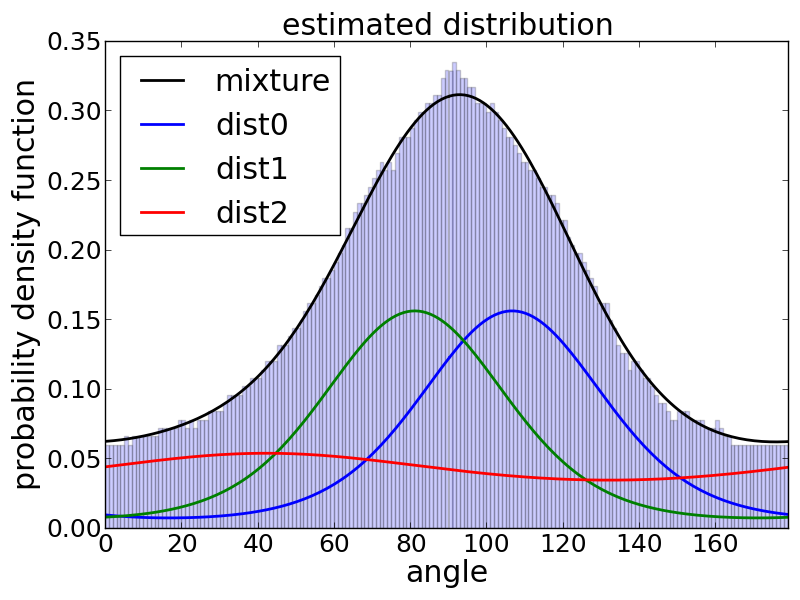 estimated distribution
probability density function
0.35
0.30
0.25
0.20
0.15
0.10
0.05
0.00
mixture
dist0
dist1
dist2
0 20 40 60 80 100 120 140 160
angle